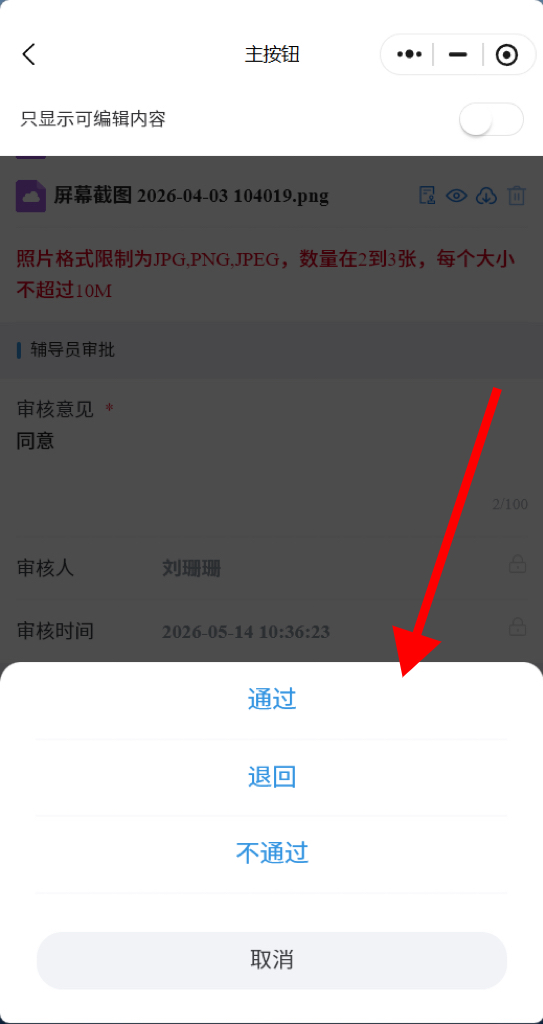 主按钮
只显示可编辑内容
屏幕截图 2026-04-03 104019.png
照片格式限制为JPG,PNG,JPEG，数量在2到3张，每个大小
不超过10M
辅导员审批
审核意见 *
同意
2/100
审核人 刘珊珊
审核时间 2026-05-14 10:36:23
通过
退回
不通过
取消